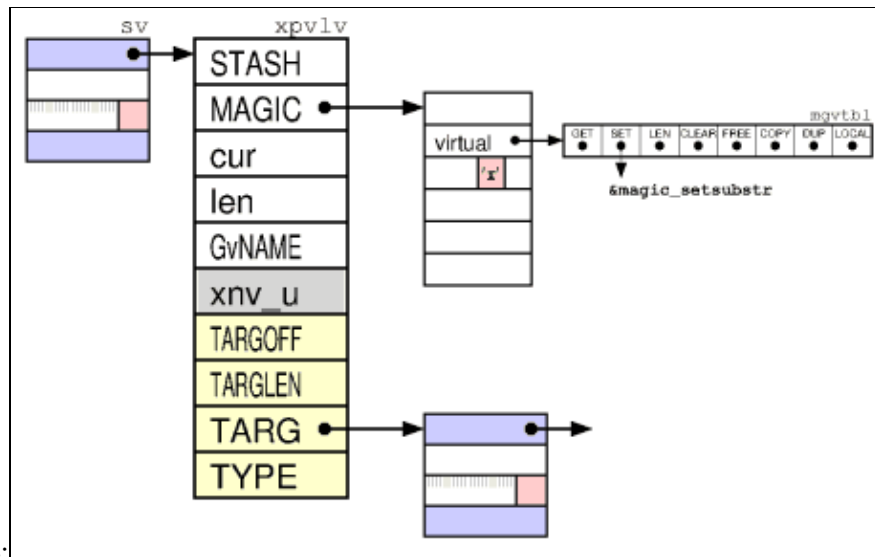 sv
xpvlv
STASH
MAGIC
cur
len
GvNAME
xnv_u
TARGOFF
TARGLEN
TARG
TYPE
virtual
'x'
mgvtbl
GET SET LEN CLEAR FREE COPY DUP LOCAL
&magic_setsubstr
.